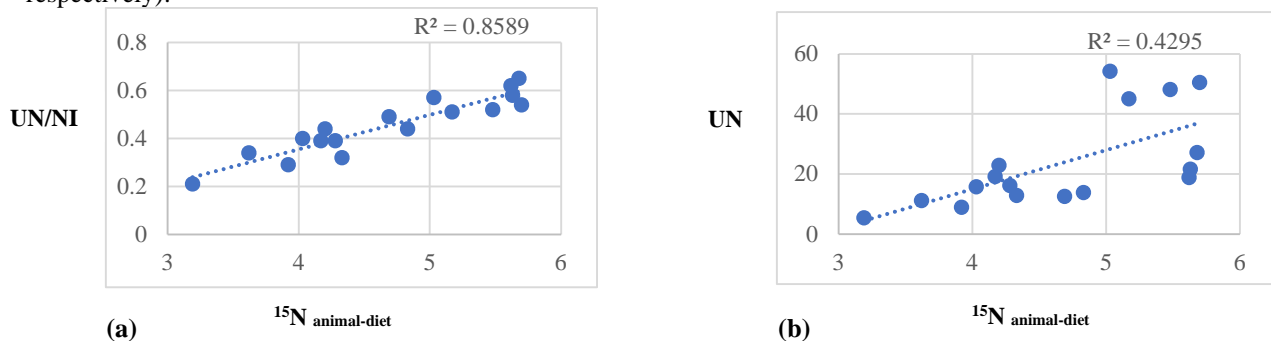 respectively).
R² = 0.8589
0.8
0.6
UN/NI
0.4
0.2
0
3 4 5 6
(a) ¹⁵N animal-diet
R² = 0.4295
60
40
UN
20
0
3 4 5 6
(b) ¹⁵N animal-diet